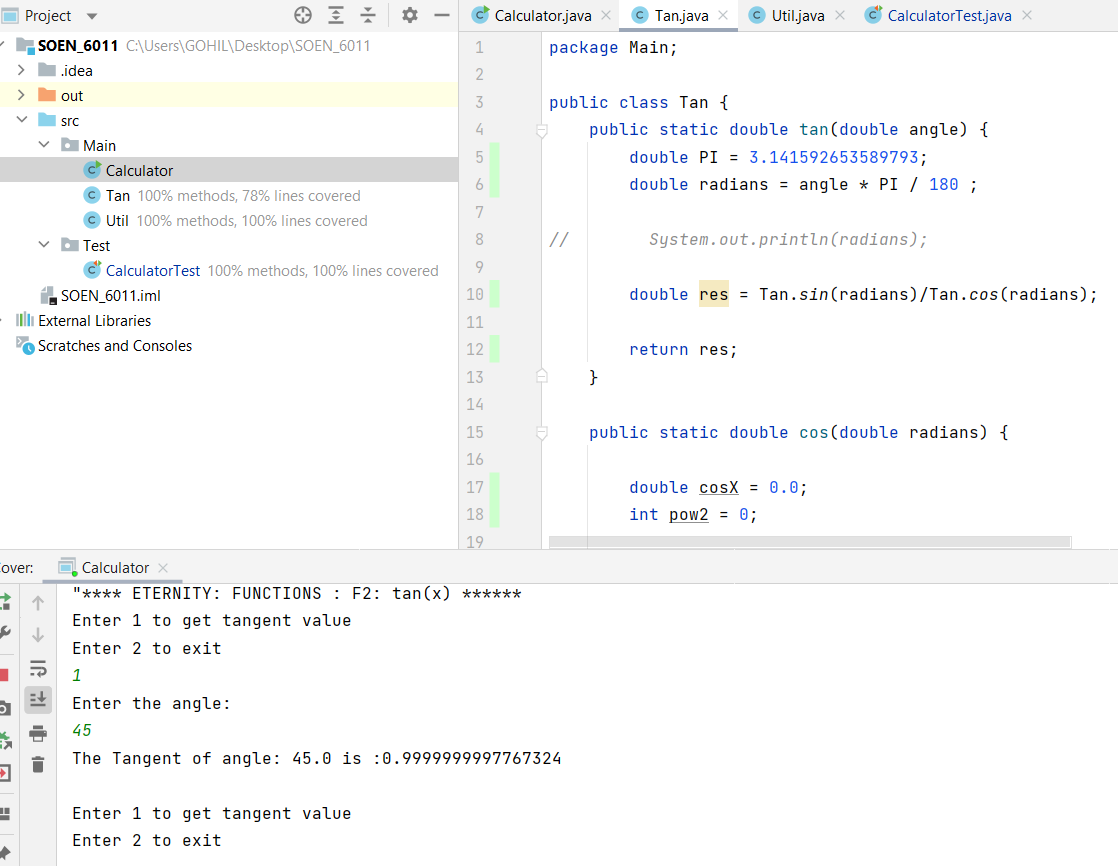 Project
SOEN_6011 C:\Users\GOHIL\Desktop\SOEN_6011
.idea
out
src
Main
Calculator
Tan 100% methods, 78% lines covered
Util 100% methods, 100% lines covered
Test
CalculatorTest 100% methods, 100% lines covered
SOEN_6011.iml
External Libraries
Scratches and Consoles
Calculator.java Tan.java Util.java CalculatorTest.java
1 package Main;
2
3 public class Tan {
4 public static double tan(double angle) {
5 double PI = 3.141592653589793;
6 double radians = angle * PI / 180 ;
7
8 // System.out.println(radians);
9
10 double res = Tan.sin(radians)/Tan.cos(radians);
11
12 return res;
13 }
14
15 public static double cos(double radians) {
16
17 double cosX = 0.0;
18 int pow2 = 0;
19
over: Calculator
"**** ETERNITY: FUNCTIONS : F2: tan(x) ******
Enter 1 to get tangent value
Enter 2 to exit
1
Enter the angle:
45
The Tangent of angle: 45.0 is :0.9999999997767324
Enter 1 to get tangent value
Enter 2 to exit